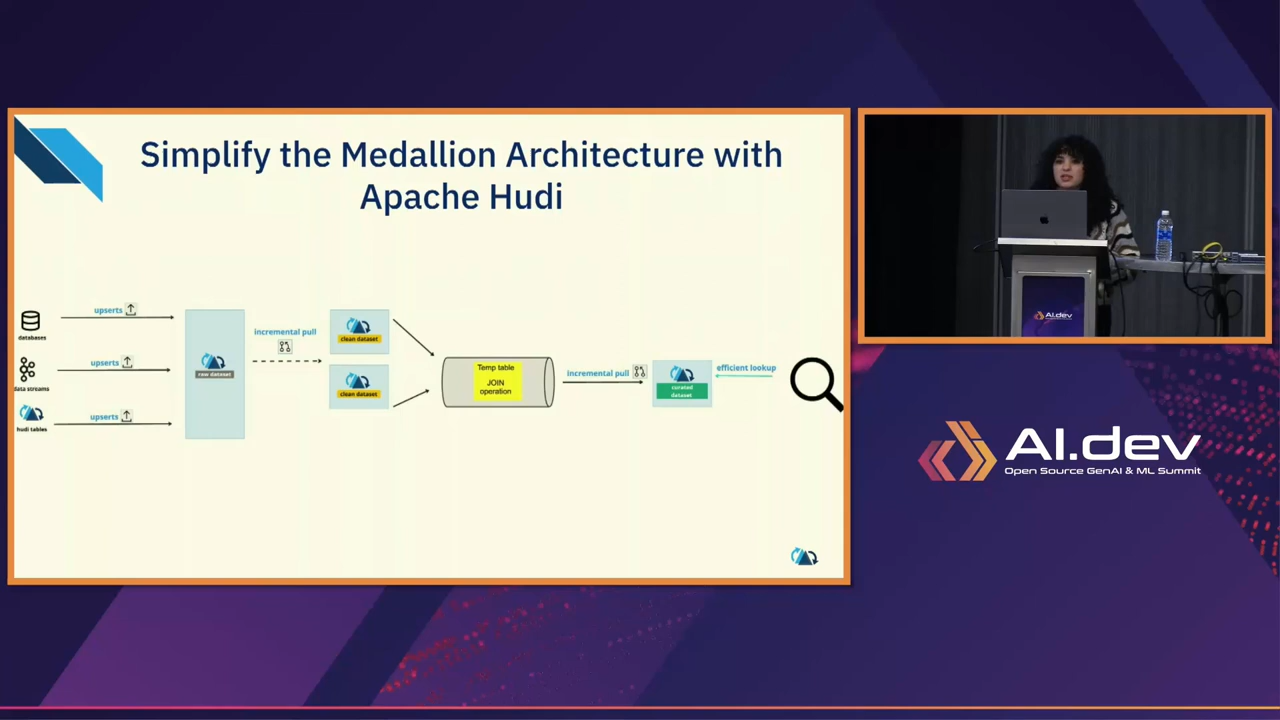 Simplify the Medallion Architecture with
Apache Hudi
upserts
databases
upserts
data streams
upserts
hudi tables
raw dataset
incremental pull
clean dataset
clean dataset
Temp table
JOIN
operation
incremental pull
curated
dataset
efficient lookup
AI.dev
AI.dev
Open Source GenAI & ML Summit